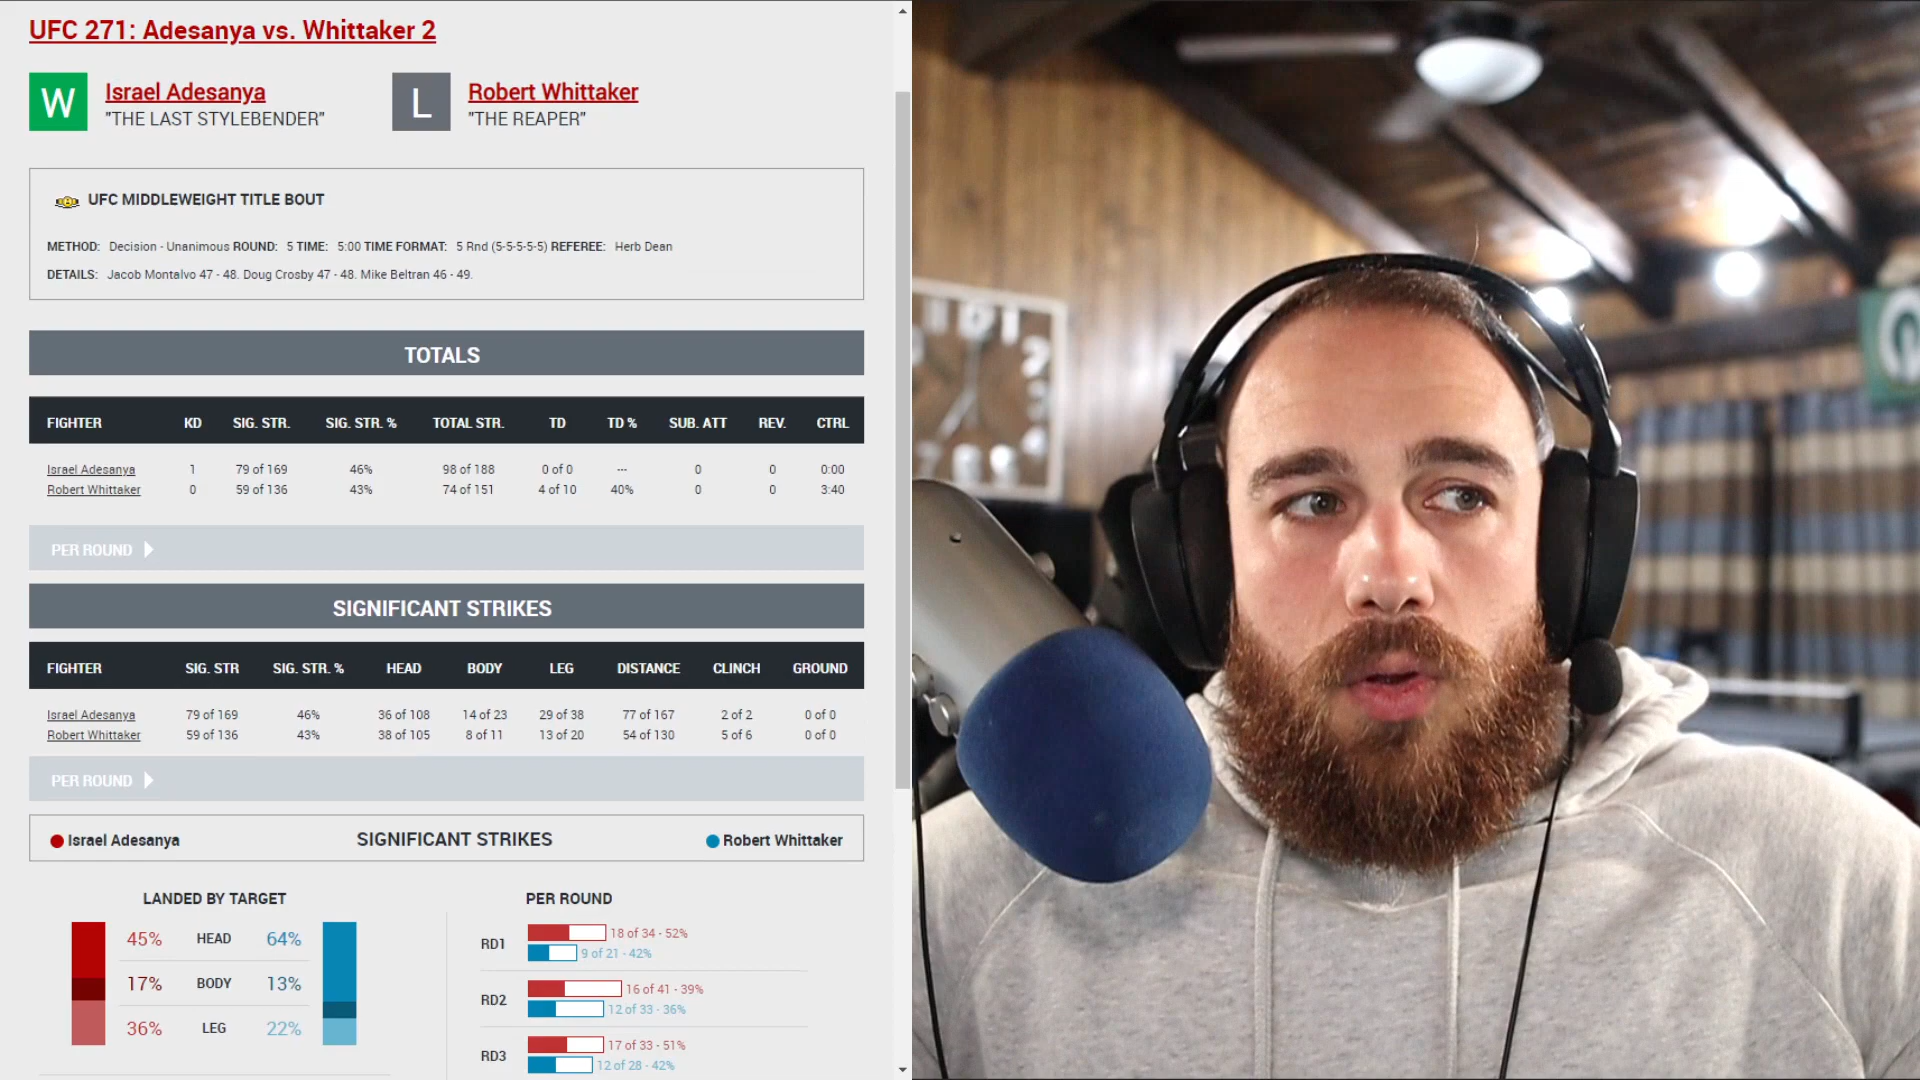 UFC 271: Adesanya vs. Whittaker 2
W Israel Adesanya L Robert Whittaker
"THE LAST STYLEBENDER" "THE REAPER"
UFC MIDDLEWEIGHT TITLE BOUT
METHOD: Decision - Unanimous ROUND: 5 TIME: 5:00 TIME FORMAT: 5 Rnd (5-5-5-5-5) REFEREE: Herb Dean
DETAILS: Jacob Montalvo 47 - 48. Doug Crosby 47 - 48. Mike Beltran 46 - 49.
TOTALS
FIGHTER KD SIG. STR. SIG. STR. % TOTAL STR. TD TD % SUB. ATT REV. CTRL
Israel Adesanya 1 79 of 169 46% 98 of 188 0 of 0 --- 0 0 0:00
Robert Whittaker 0 59 of 136 43% 74 of 151 4 of 10 40% 0 0 3:40
PER ROUND
SIGNIFICANT STRIKES
FIGHTER SIG. STR SIG. STR. % HEAD BODY LEG DISTANCE CLINCH GROUND
Israel Adesanya 79 of 169 46% 36 of 108 14 of 23 29 of 38 77 of 167 2 of 2 0 of 0
Robert Whittaker 59 of 136 43% 38 of 105 8 of 11 13 of 20 54 of 130 5 of 6 0 of 0
PER ROUND
Israel Adesanya SIGNIFICANT STRIKES Robert Whittaker
LANDED BY TARGET
45% HEAD 64%
17% BODY 13%
36% LEG 22%
PER ROUND
RD1
18 of 34 - 52%
9 of 21 - 42%
RD2
16 of 41 - 39%
12 of 33 - 36%
RD3
17 of 33 - 51%
12 of 28 - 42%